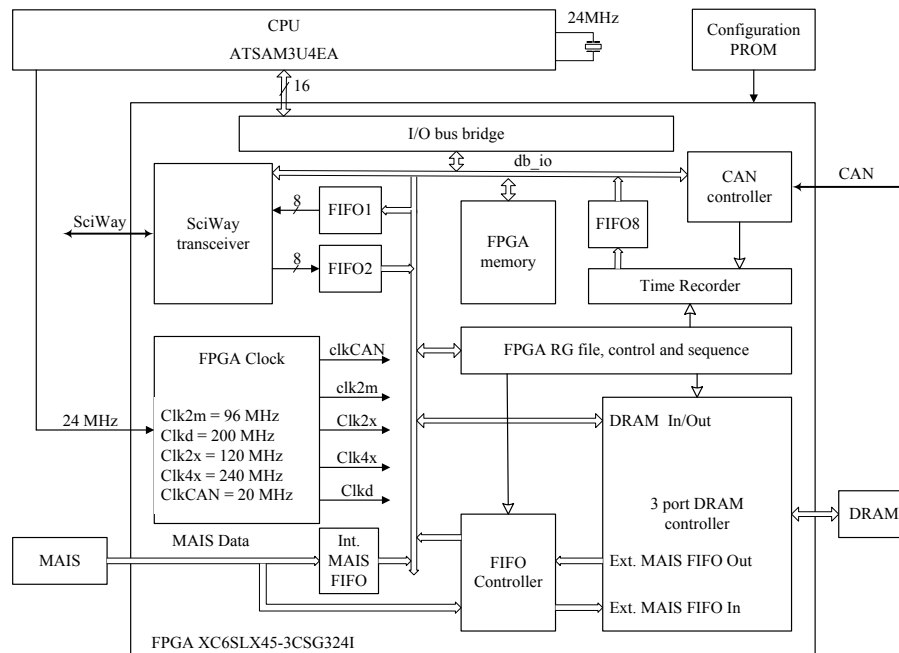 CPU
ATSAM3U4EA
24MHz
Configuration
PROM
16
I/O bus bridge
db_io
SciWay
transceiver
SciWay
8
FIFO1
8
FIFO2
FPGA
memory
FIFO8
CAN
controller
CAN
Time Recorder
FPGA RG file, control and sequence
FPGA Clock
Clk2m = 96 MHz
Clkd = 200 MHz
Clk2x = 120 MHz
Clk4x = 240 MHz
ClkCAN = 20 MHz
24 MHz
clkCAN
clk2m
Clk2x
Clk4x
Clkd
DRAM In/Out
3 port DRAM
controller
Ext. MAIS FIFO Out
Ext. MAIS FIFO In
DRAM
MAIS
MAIS Data
Int.
MAIS
FIFO
FIFO
Controller
FPGA XC6SLX45-3CSG324I